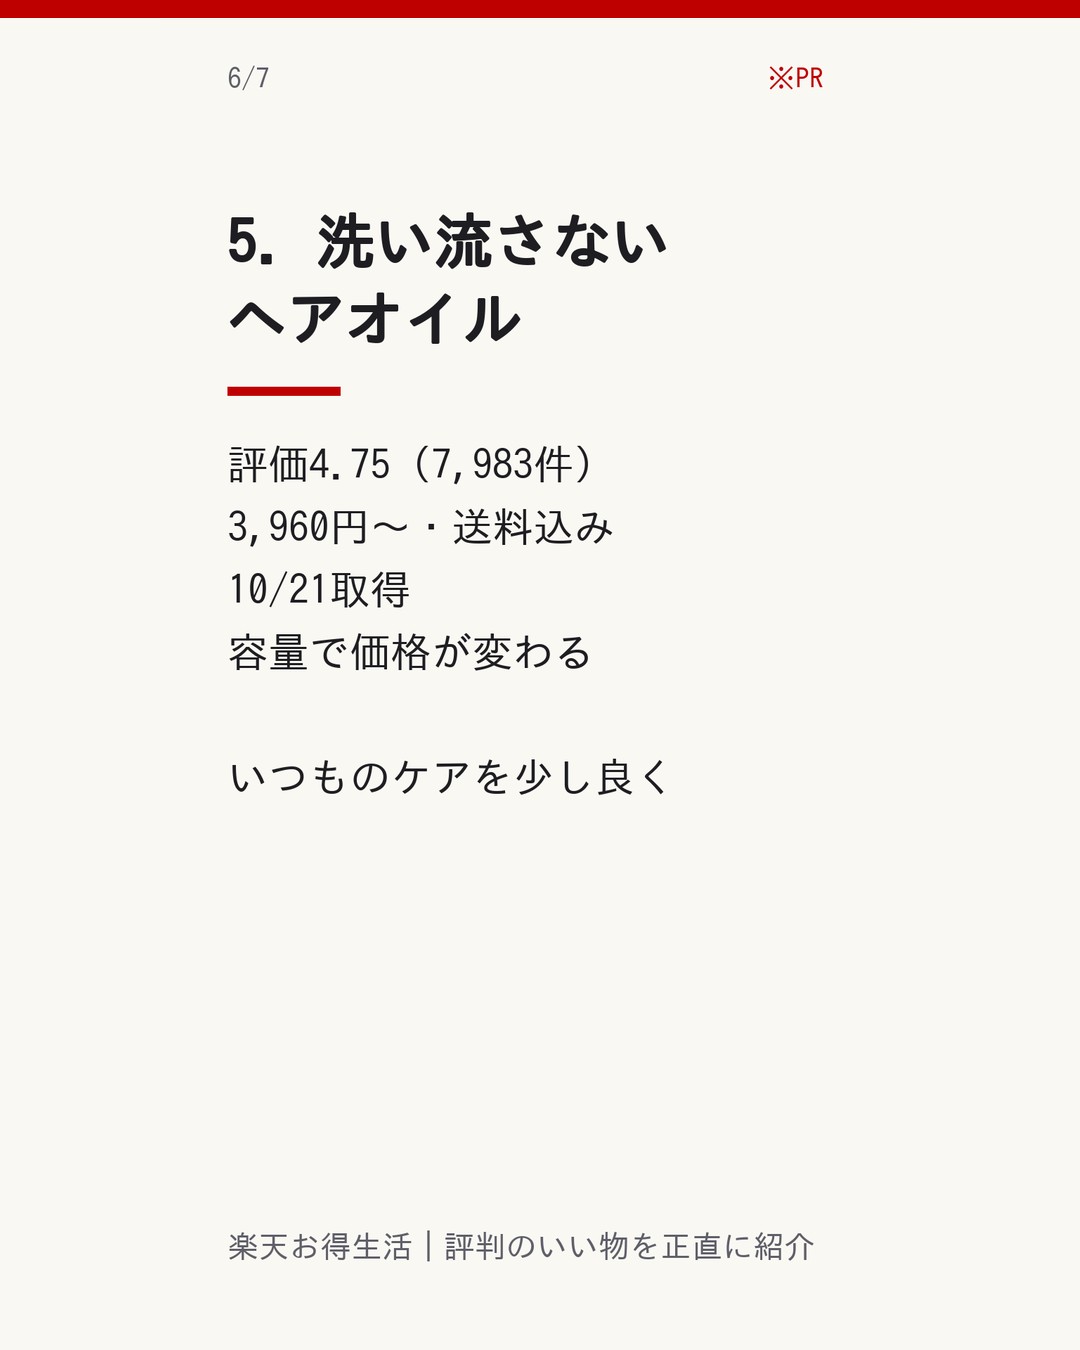 6/7
※PR
5. 洗い流さない
ヘアオイル
評価4.75（7,983件）
3,960円〜・送料込み
10/21取得
容量で価格が変わる
いつものケアを少し良く
楽天お得生活｜評判のいい物を正直に紹介